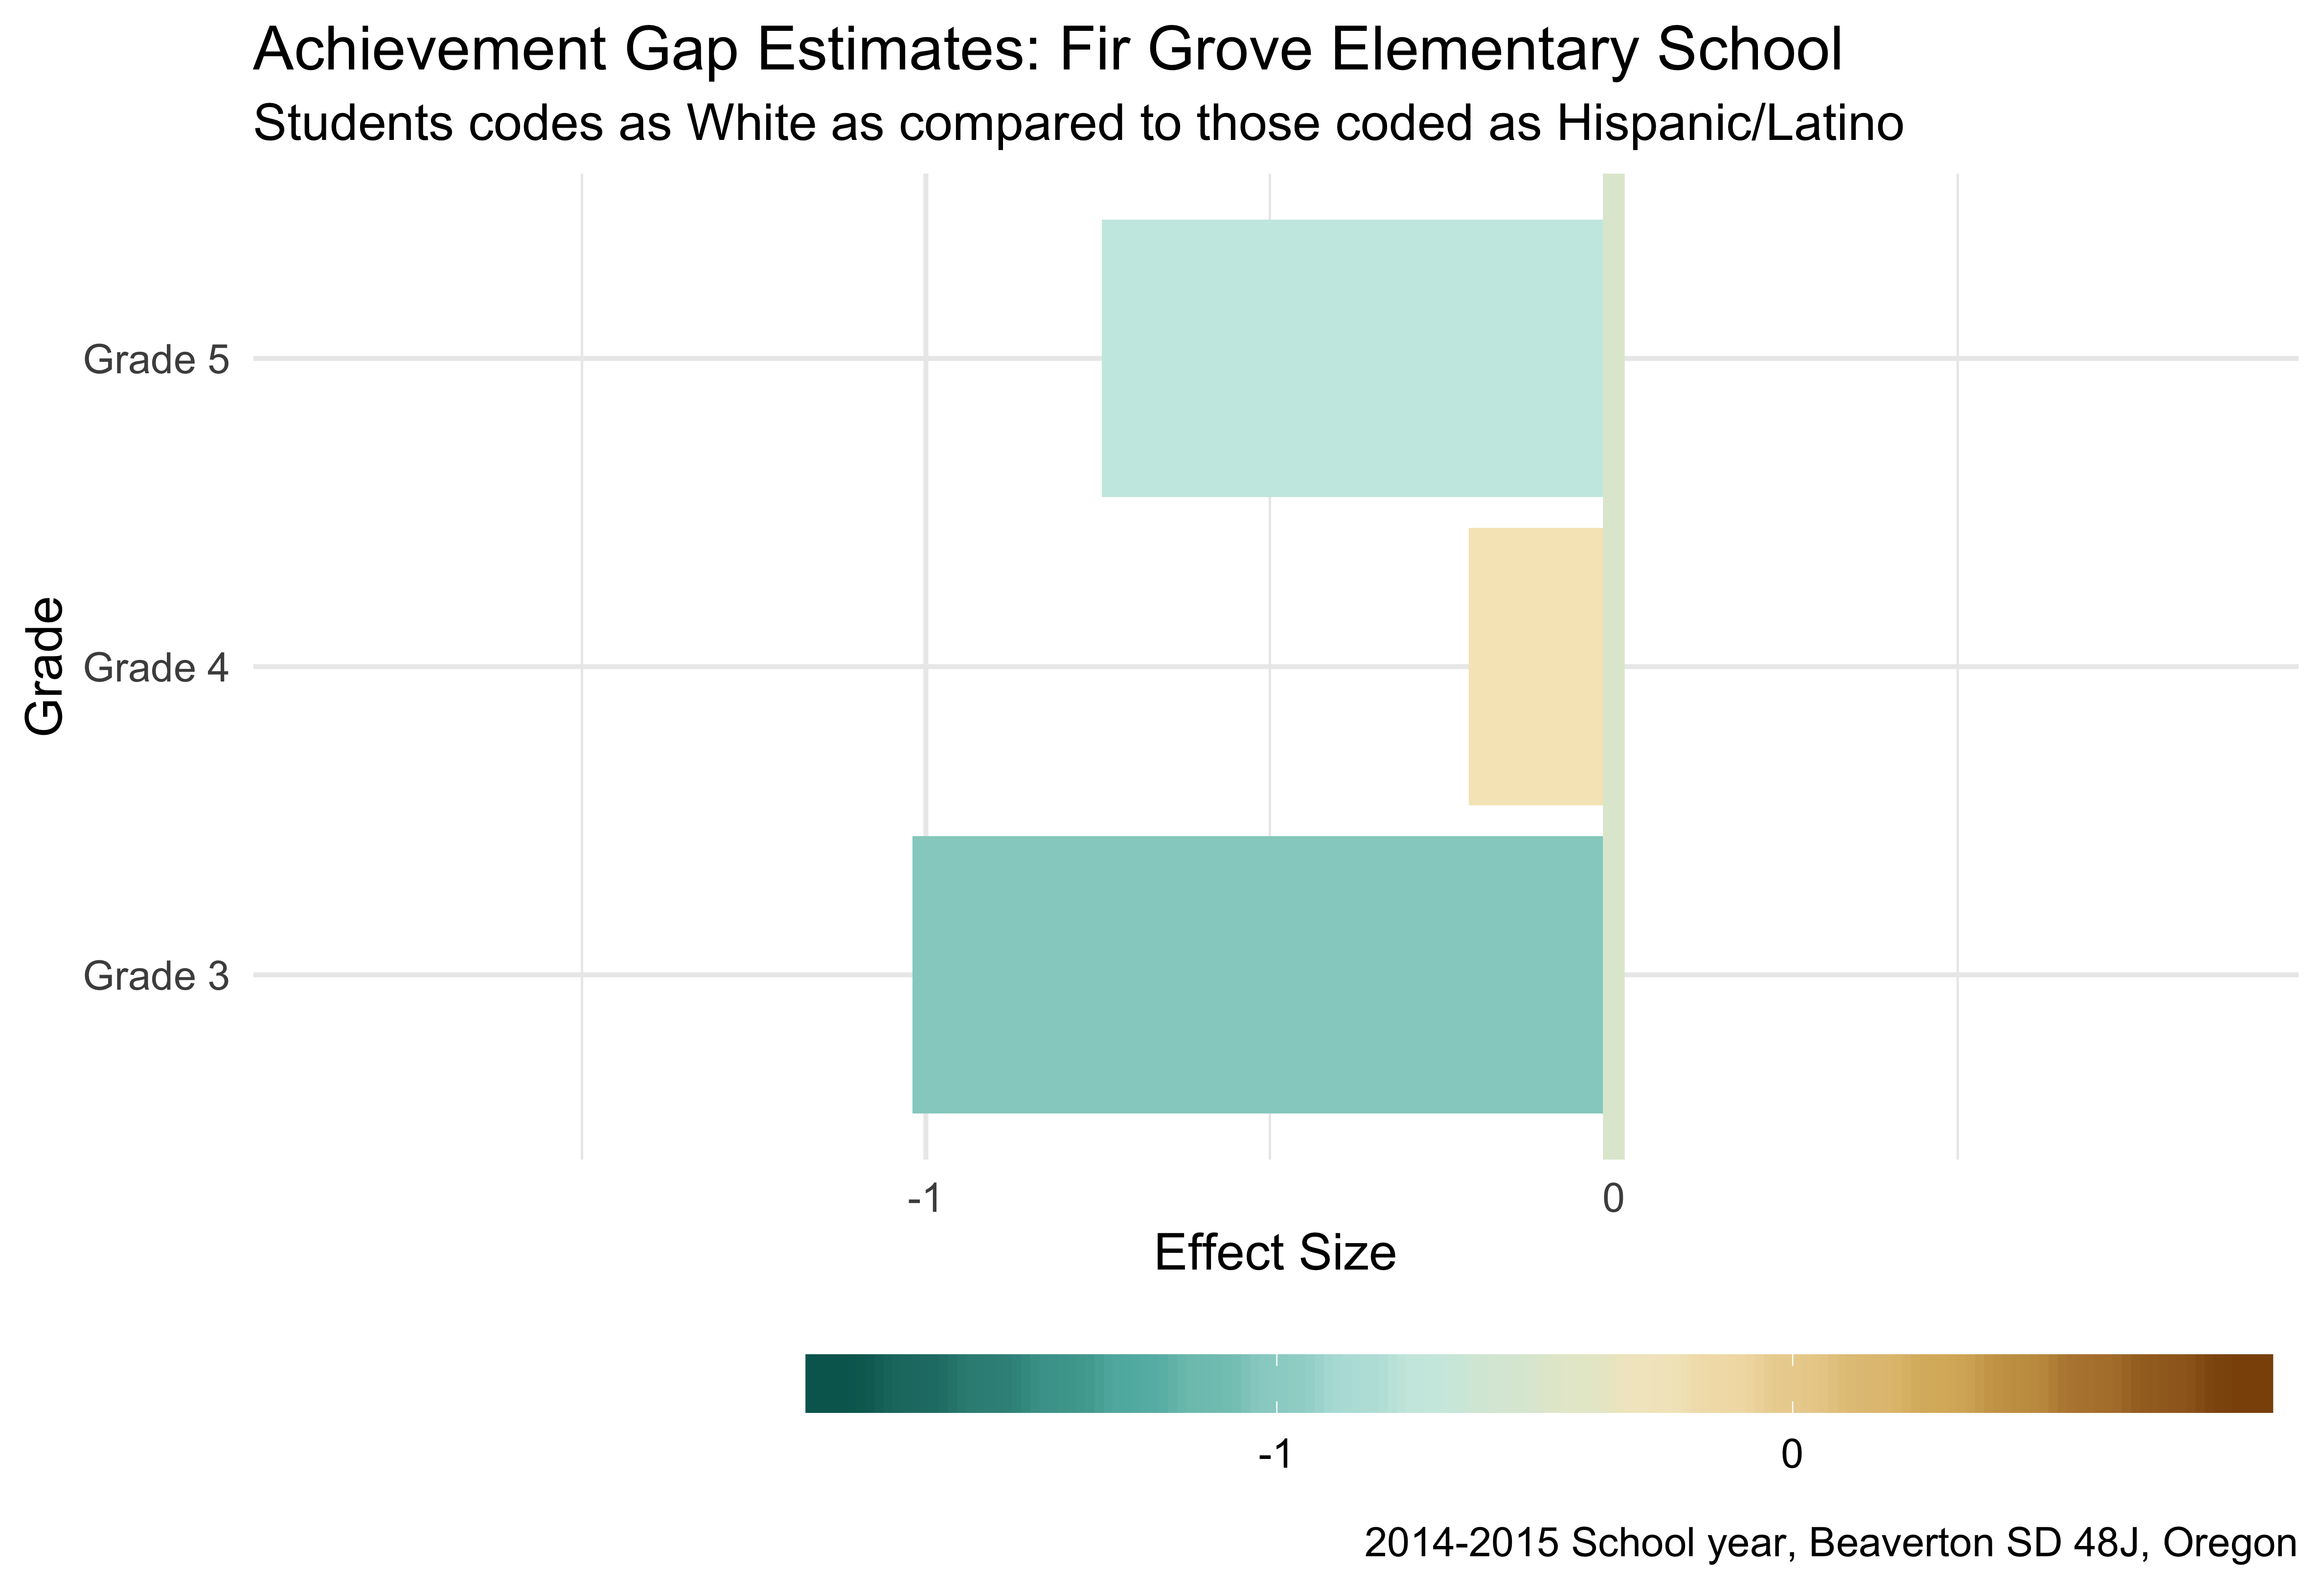 Achievement Gap Estimates: Fir Grove Elementary School
Students codes as White as compared to those coded as Hispanic/Latino
Grade
Grade 5
Grade 4
Grade 3
-1 0
Effect Size
-1 0
2014-2015 School year, Beaverton SD 48J, Oregon